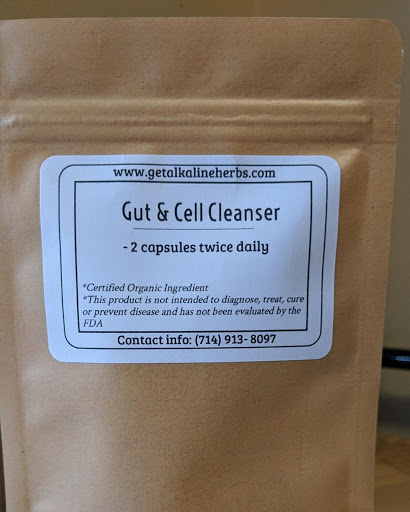 www.getalkalineherbs.com
Gut & Cell Cleanser
- 2 capsules twice daily
*Certified Organic Ingredient
*This product is not intended to diagnose, treat, cure
or prevent disease and has not been evaluated by the
FDA
Contact info: (714) 913- 8097